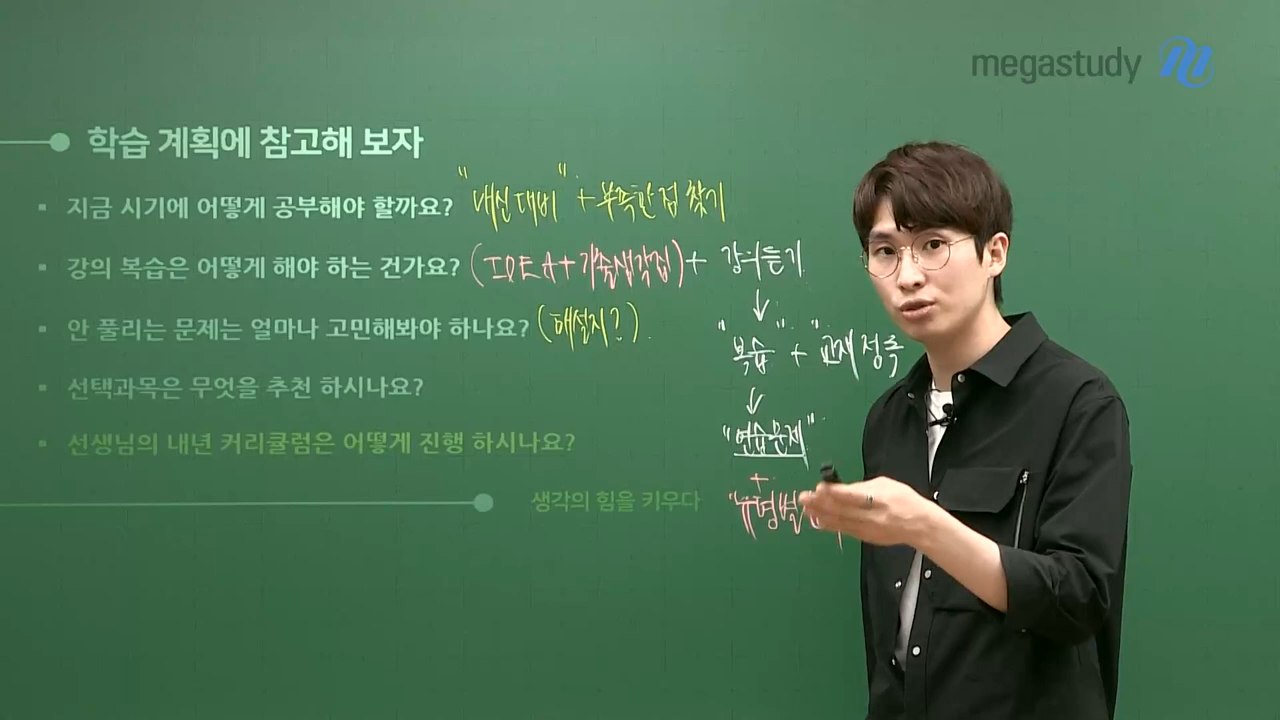 megastudy
학습 계획에 참고해 보자
▪ 지금 시기에 어떻게 공부해야 할까요? "내신 대비" + 부족한 점 찾기
▪ 강의 복습은 어떻게 해야 하는 건가요? (IDEA + 기출생각집) + 강의듣기
↓
▪ 안 풀리는 문제는 얼마나 고민해봐야 하나요? (해설지?)
"복습" + "교재 정독
▪ 선택과목은 무엇을 추천 하시나요?
↓
▪ 선생님의 내년 커리큘럼은 어떻게 진행 하시나요?
"연습문제"
+
생각의 힘을 키우다
"유형별